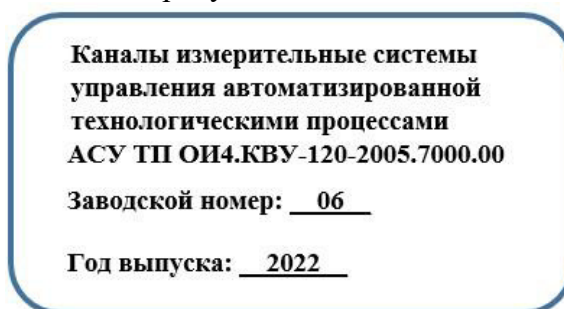 Каналы измерительные системы
управления автоматизированной
технологическими процессами
АСУ ТП ОИ4.КВУ-120-2005.7000.00
Заводской номер: 06
Год выпуска: 2022